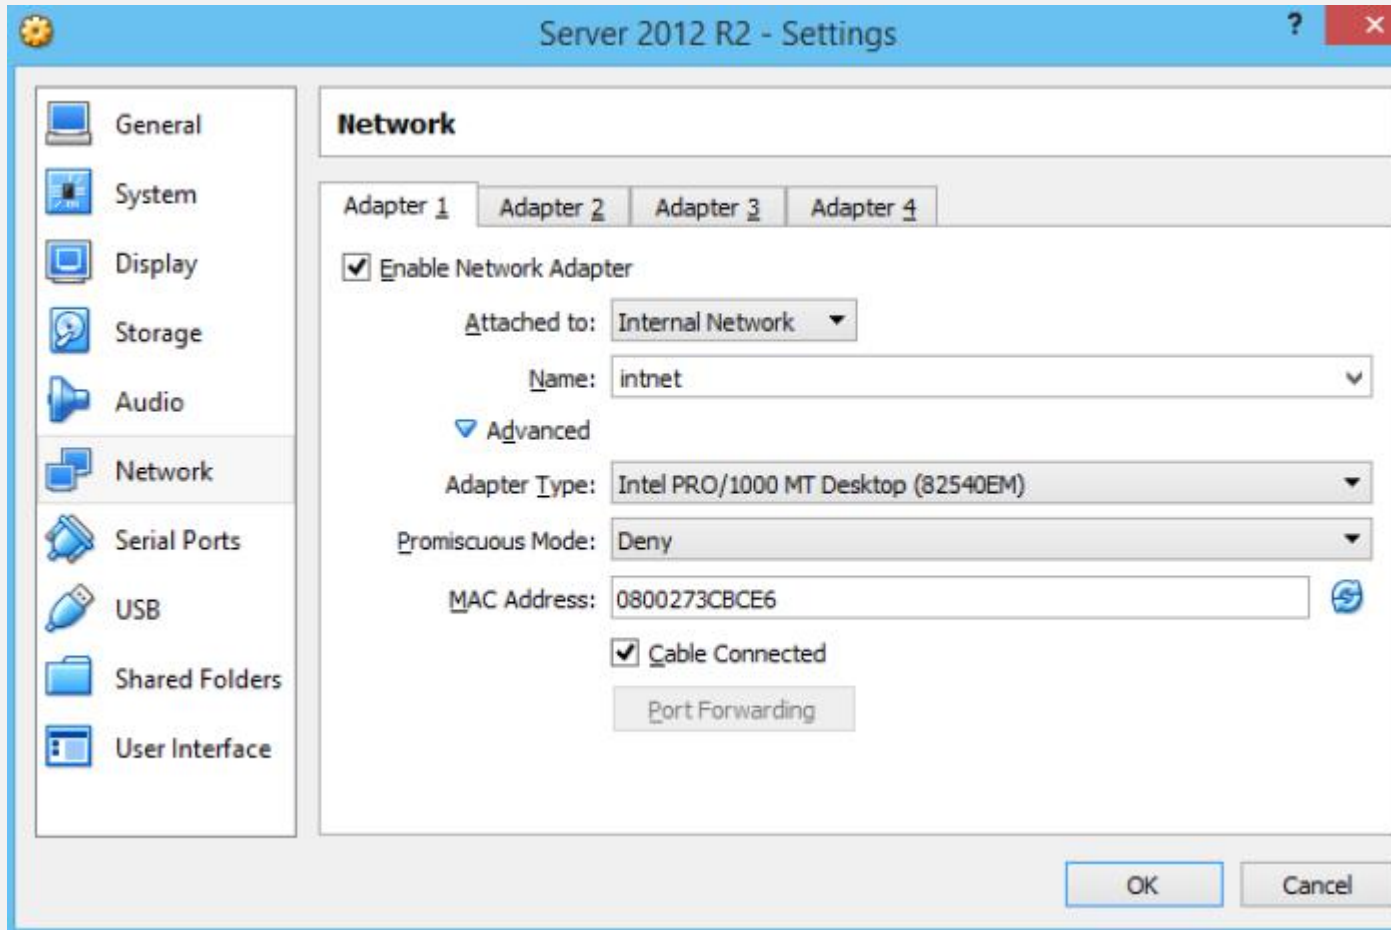 Server 2012 R2 - Settings
?
×
General
System
Display
Storage
Audio
Network
Serial Ports
USB
Shared Folders
User Interface
Network
Adapter 1 Adapter 2 Adapter 3 Adapter 4
Enable Network Adapter
Attached to: Internal Network
Name: intnet
Advanced
Adapter Type: Intel PRO/1000 MT Desktop (82540EM)
Promiscuous Mode: Deny
MAC Address: 0800273CBCE6
Cable Connected
Port Forwarding
OK Cancel